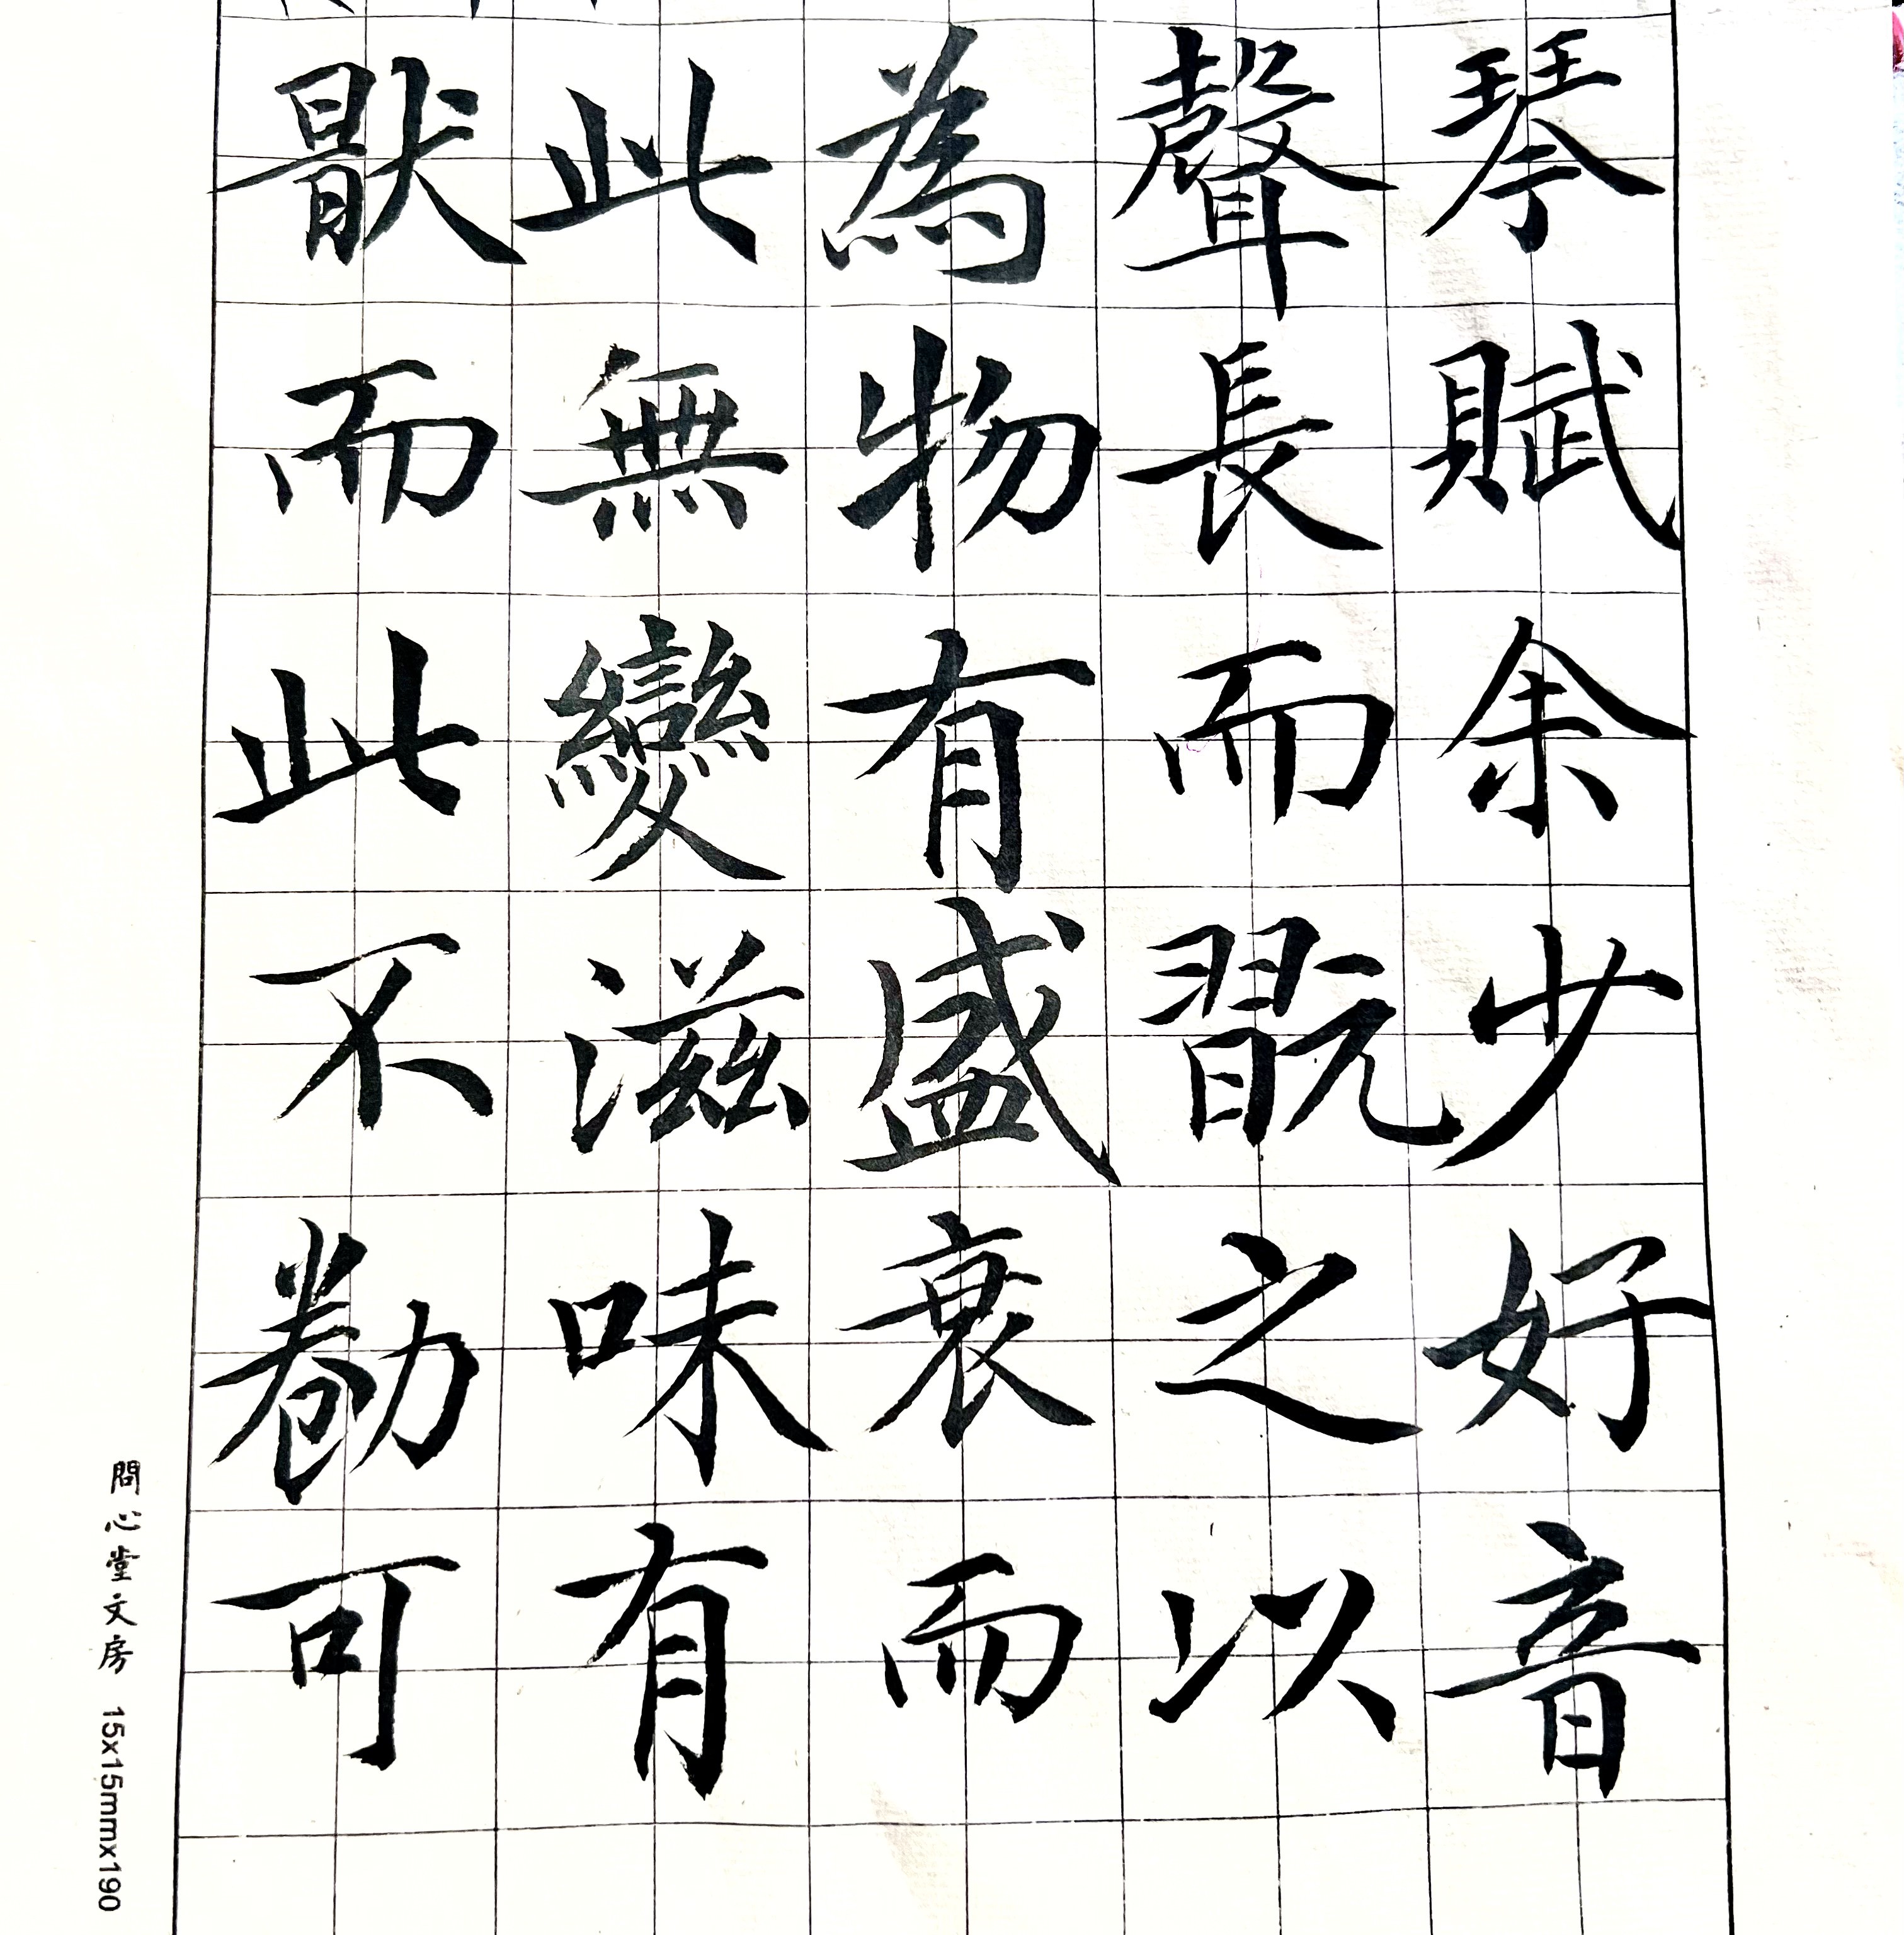 琴賦余少好音
聲長而翫之以
為物有盛衰而
此無變滋味有
猒而此不勌可
問心堂文房 15x15mmx190